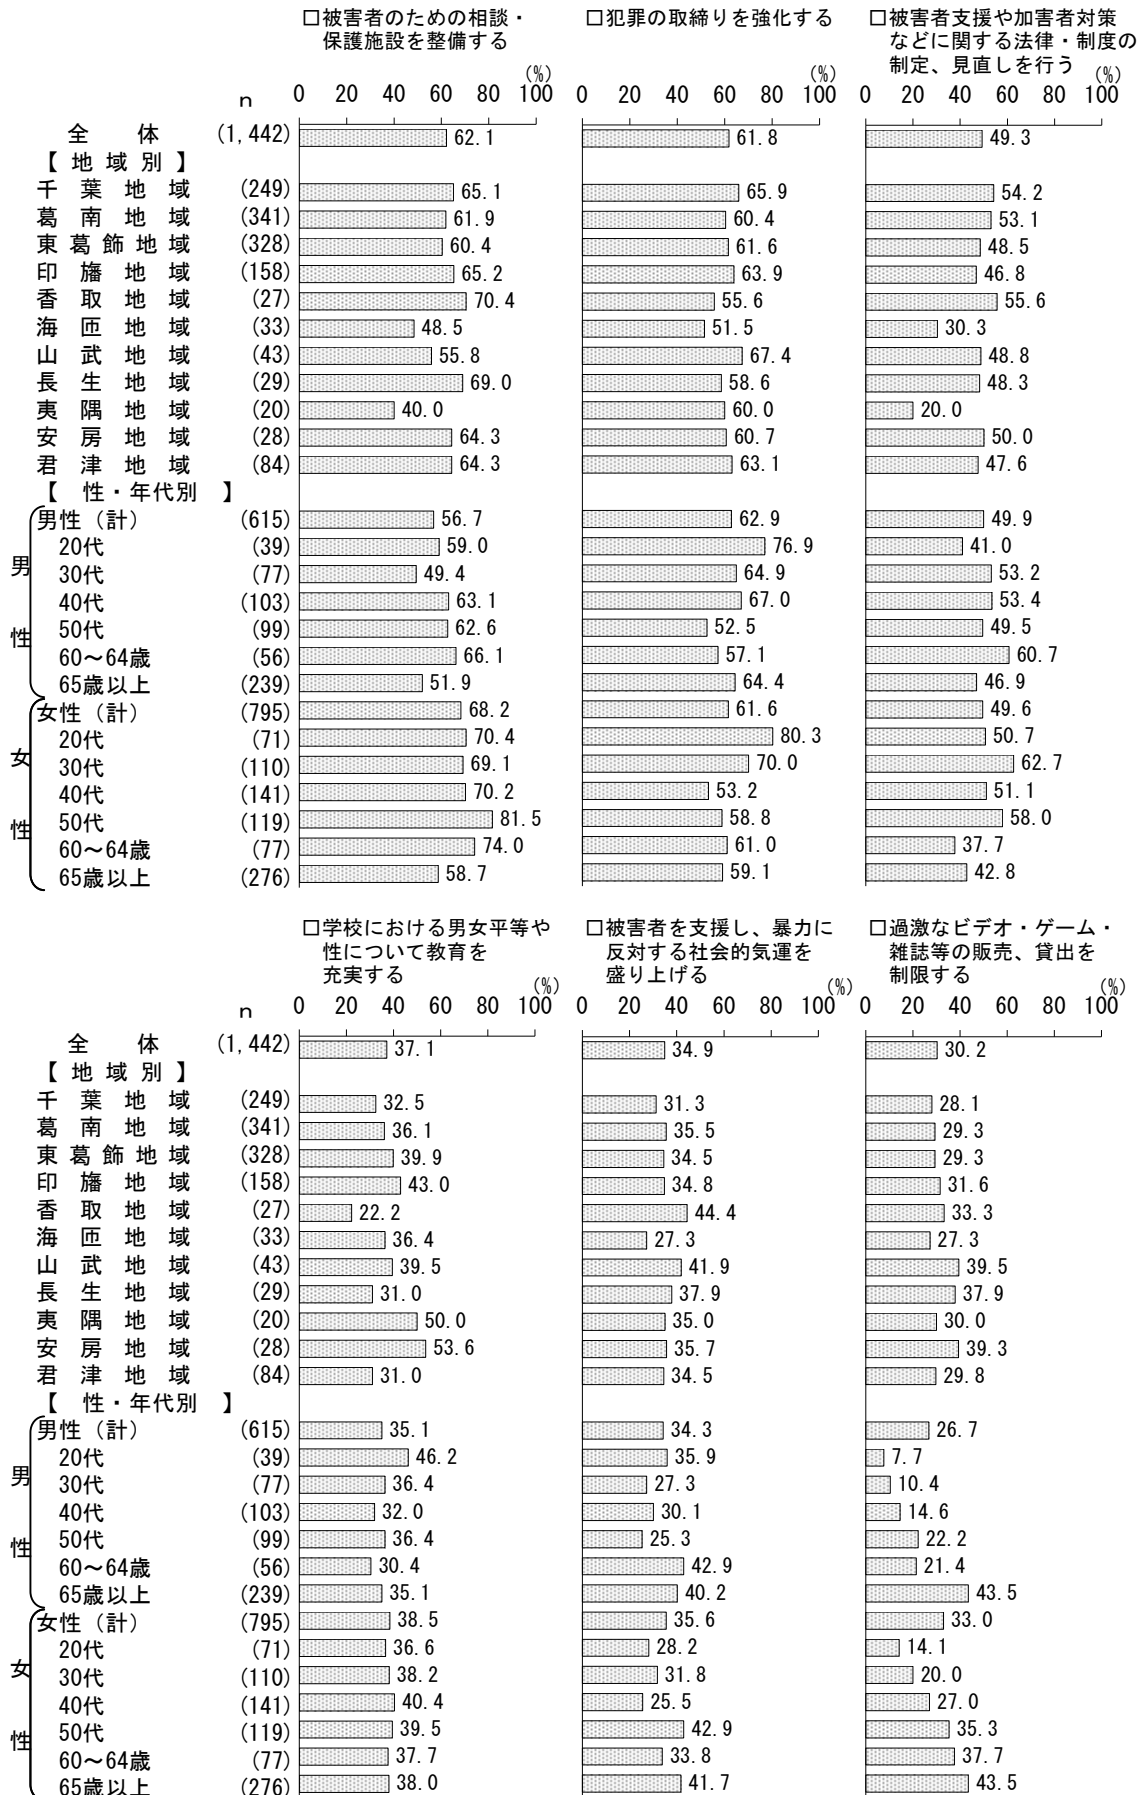 □被害者のための相談・
保護施設を整備する
□犯罪の取締りを強化する
□被害者支援や加害者対策
などに関する法律・制度の
制定、見直しを行う
(%) (%) (%)
n 0 20 40 60 80 100 0 20 40 60 80 100 0 20 40 60 80 100
全体 (1,442) 62.1 61.8 49.3
【地域別】
千葉地域 (249) 65.1 65.9 54.2
葛南地域 (341) 61.9 60.4 53.1
東葛飾地域 (328) 60.4 61.6 48.5
印旛地域 (158) 65.2 63.9 46.8
香取地域 (27) 70.4 55.6 55.6
海匝地域 (33) 48.5 51.5 30.3
山武地域 (43) 55.8 67.4 48.8
長生地域 (29) 69.0 58.6 48.3
夷隅地域 (20) 40.0 60.0 20.0
安房地域 (28) 64.3 60.7 50.0
君津地域 (84) 64.3 63.1 47.6
【 性・年代別 】
男性
男性(計) (615) 56.7 62.9 49.9
20代 (39) 59.0 76.9 41.0
30代 (77) 49.4 64.9 53.2
40代 (103) 63.1 67.0 53.4
50代 (99) 62.6 52.5 49.5
60～64歳 (56) 66.1 57.1 60.7
65歳以上 (239) 51.9 64.4 46.9
女性
女性(計) (795) 68.2 61.6 49.6
20代 (71) 70.4 80.3 50.7
30代 (110) 69.1 70.0 62.7
40代 (141) 70.2 53.2 51.1
50代 (119) 81.5 58.8 58.0
60～64歳 (77) 74.0 61.0 37.7
65歳以上 (276) 58.7 59.1 42.8
□学校における男女平等や
性について教育を
充実する
□被害者を支援し、暴力に
反対する社会的気運を
盛り上げる
□過激なビデオ・ゲーム・
雑誌等の販売、貸出を
制限する
(%) (%) (%)
n 0 20 40 60 80 100 0 20 40 60 80 100 0 20 40 60 80 100
全体 (1,442) 37.1 34.9 30.2
【地域別】
千葉地域 (249) 32.5 31.3 28.1
葛南地域 (341) 36.1 35.5 29.3
東葛飾地域 (328) 39.9 34.5 29.3
印旛地域 (158) 43.0 34.8 31.6
香取地域 (27) 22.2 44.4 33.3
海匝地域 (33) 36.4 27.3 27.3
山武地域 (43) 39.5 41.9 39.5
長生地域 (29) 31.0 37.9 37.9
夷隅地域 (20) 50.0 35.0 30.0
安房地域 (28) 53.6 35.7 39.3
君津地域 (84) 31.0 34.5 29.8
【 性・年代別 】
男性
男性(計) (615) 35.1 34.3 26.7
20代 (39) 46.2 35.9 7.7
30代 (77) 36.4 27.3 10.4
40代 (103) 32.0 30.1 14.6
50代 (99) 36.4 25.3 22.2
60～64歳 (56) 30.4 42.9 21.4
65歳以上 (239) 35.1 40.2 43.5
女性
女性(計) (795) 38.5 35.6 33.0
20代 (71) 36.6 28.2 14.1
30代 (110) 38.2 31.8 20.0
40代 (141) 40.4 25.5 27.0
50代 (119) 39.5 42.9 35.3
60～64歳 (77) 37.7 33.8 37.7
65歳以上 (276) 38.0 41.7 43.5